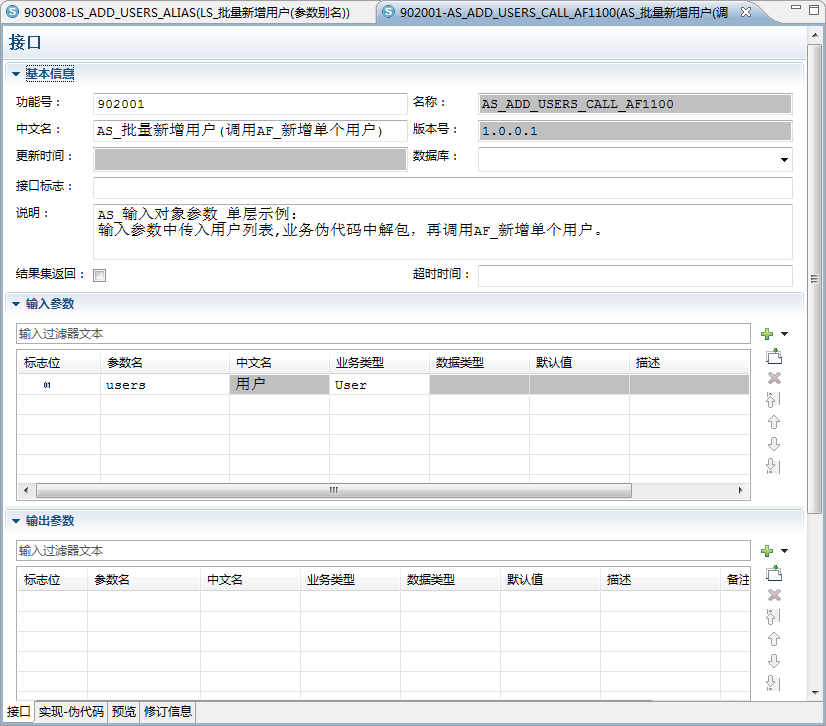 903008-LS_ADD_USERS_ALIAS(LS_批量新增用户(参数别名))
902001-AS_ADD_USERS_CALL_AF1100(AS_批量新增用户(调
接口
基本信息
功能号： 902001 名称： AS_ADD_USERS_CALL_AF1100
中文名： AS_批量新增用户(调用AF_新增单个用户) 版本号： 1.0.0.1
更新时间： 数据库：
接口标志：
说明： AS_输入对象参数_单层示例：
输入参数中传入用户列表,业务伪代码中解包，再调用AF_新增单个用户。
结果集返回： 超时时间：
输入参数
输入过滤器文本
标志位 参数名 中文名 业务类型 数据类型 默认值 描述
01 users 用户 User
输出参数
输入过滤器文本
标志位 参数名 中文名 业务类型 数据类型 默认值 描述 备注
接口 实现-伪代码 预览 修订信息